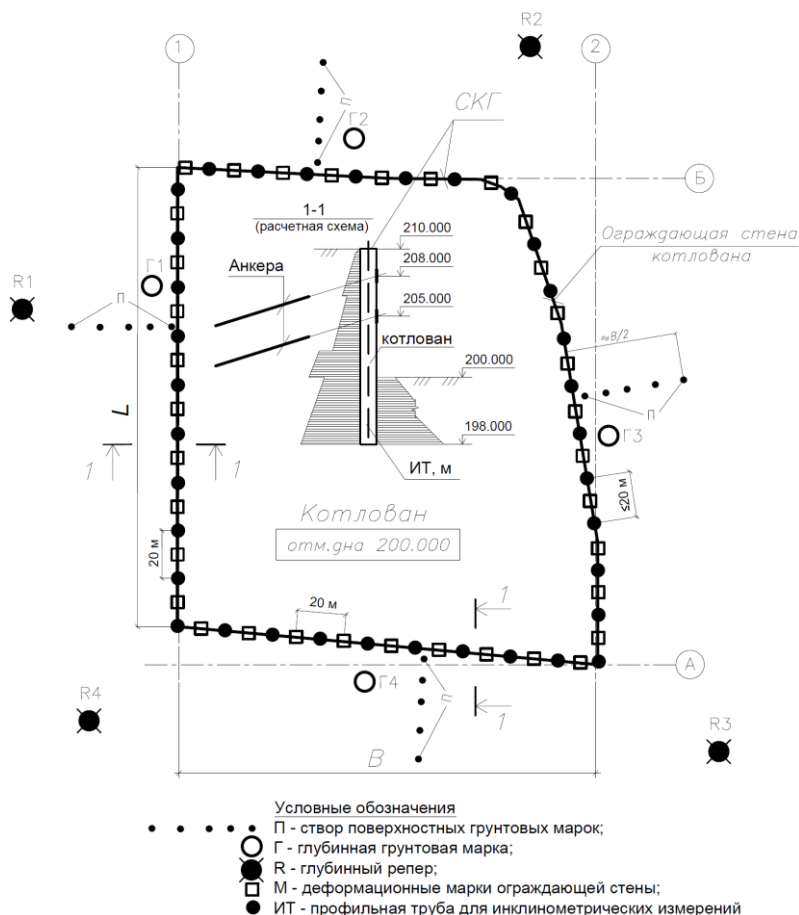 R2
1
2
П
Г2
СКГ
Б
1-1
(расчетная схема)
210.000
Ограждающая стена
котлована
Анкера
208.000
R1
Г1
П
205.000
котлован
≈B/2
200.000
П
L
Г3
1
1
198.000
ИТ, м
≤20 м
Котлован
отм.дна 200.000
20 м
20 м
1
А
Г4
П
R4
1
R3
B
Условные обозначения
П - створ поверхностных грунтовых марок;
Г - глубинная грунтовая марка;
R - глубинный репер;
М - деформационные марки ограждающей стены;
ИТ - профильная труба для инклинометрических измерений